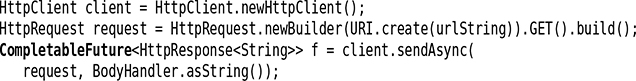 HttpClient client = HttpClient.newHttpClient();
HttpRequest request = HttpRequest.newBuilder(URI.create(urlString)).GET().build();
CompletableFuture<HttpResponse<String>> f = client.sendAsync(
request, BodyHandler.asString());